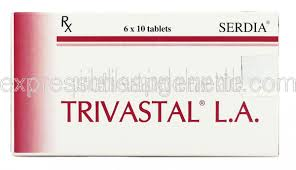 Rx
6 x 10 tablets
SERDIA®
TRIVASTAL® L.A.